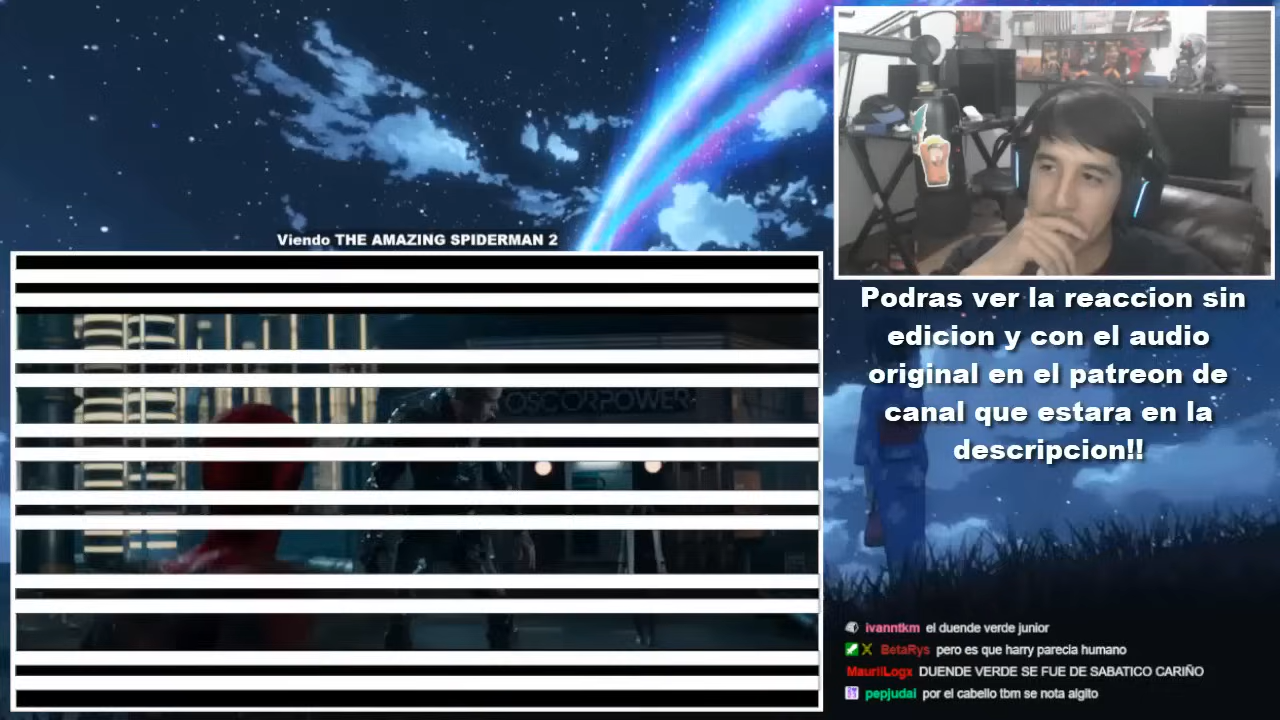 Viendo THE AMAZING SPIDERMAN 2
OSCORPPOWER
Podras ver la reaccion sin
edicion y con el audio
original en el patreon de
canal que estara en la
descripcion!!
ivanntkm el duende verde junior
BetaRys pero es que harry parecia humano
MaurilLogx DUENDE VERDE SE FUE DE SABATICO CARIÑO
pepjudai por el cabello tbm se nota algito